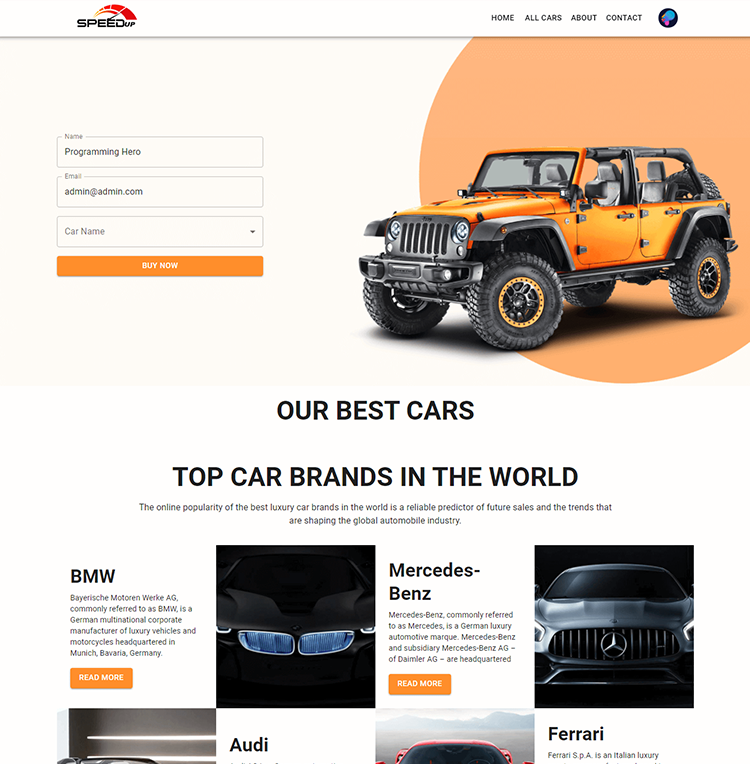 SPEEDUP
HOME ALL CARS ABOUT CONTACT
Name
Programming Hero
Email
admin@admin.com
Car Name
BUY NOW
OUR BEST CARS
TOP CAR BRANDS IN THE WORLD
The online popularity of the best luxury car brands in the world is a reliable predictor of future sales and the trends that
are shaping the global automobile industry.
BMW
Bayerische Motoren Werke AG,
commonly referred to as BMW, is a
German multinational corporate
manufacturer of luxury vehicles and
motorcycles headquartered in
Munich, Bavaria, Germany.
READ MORE
Mercedes-
Benz
Mercedes-Benz, commonly referred
to as Mercedes, is a German luxury
automotive marque. Mercedes-Benz
and subsidiary Mercedes-Benz AG –
of Daimler AG – are headquartered
READ MORE
Audi
Ferrari
Ferrari S.p.A. is an Italian luxury